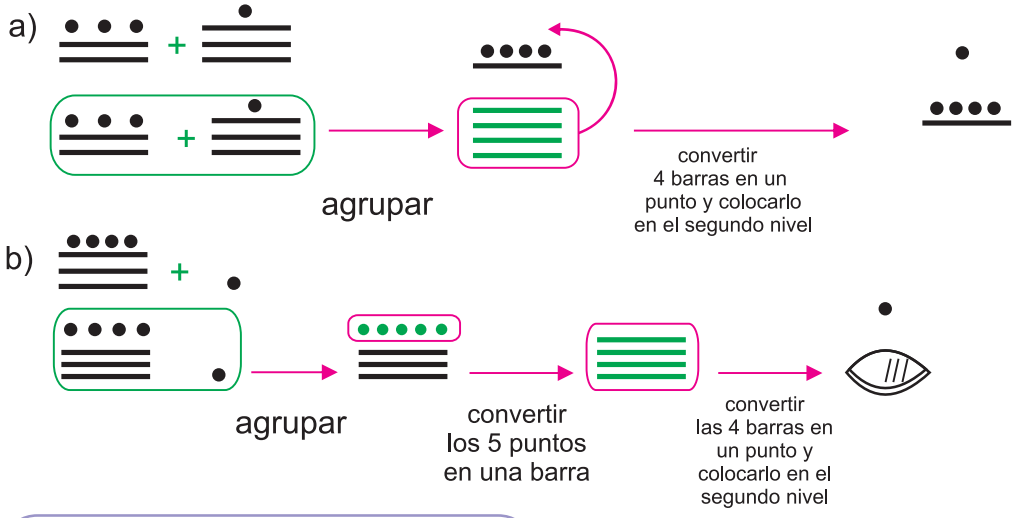 a)
+
+
agrupar
convertir
4 barras en un
punto y colocarlo
en el segundo nivel
b)
+
agrupar
convertir
los 5 puntos
en una barra
convertir
las 4 barras en
un punto y
colocarlo en el
segundo nivel